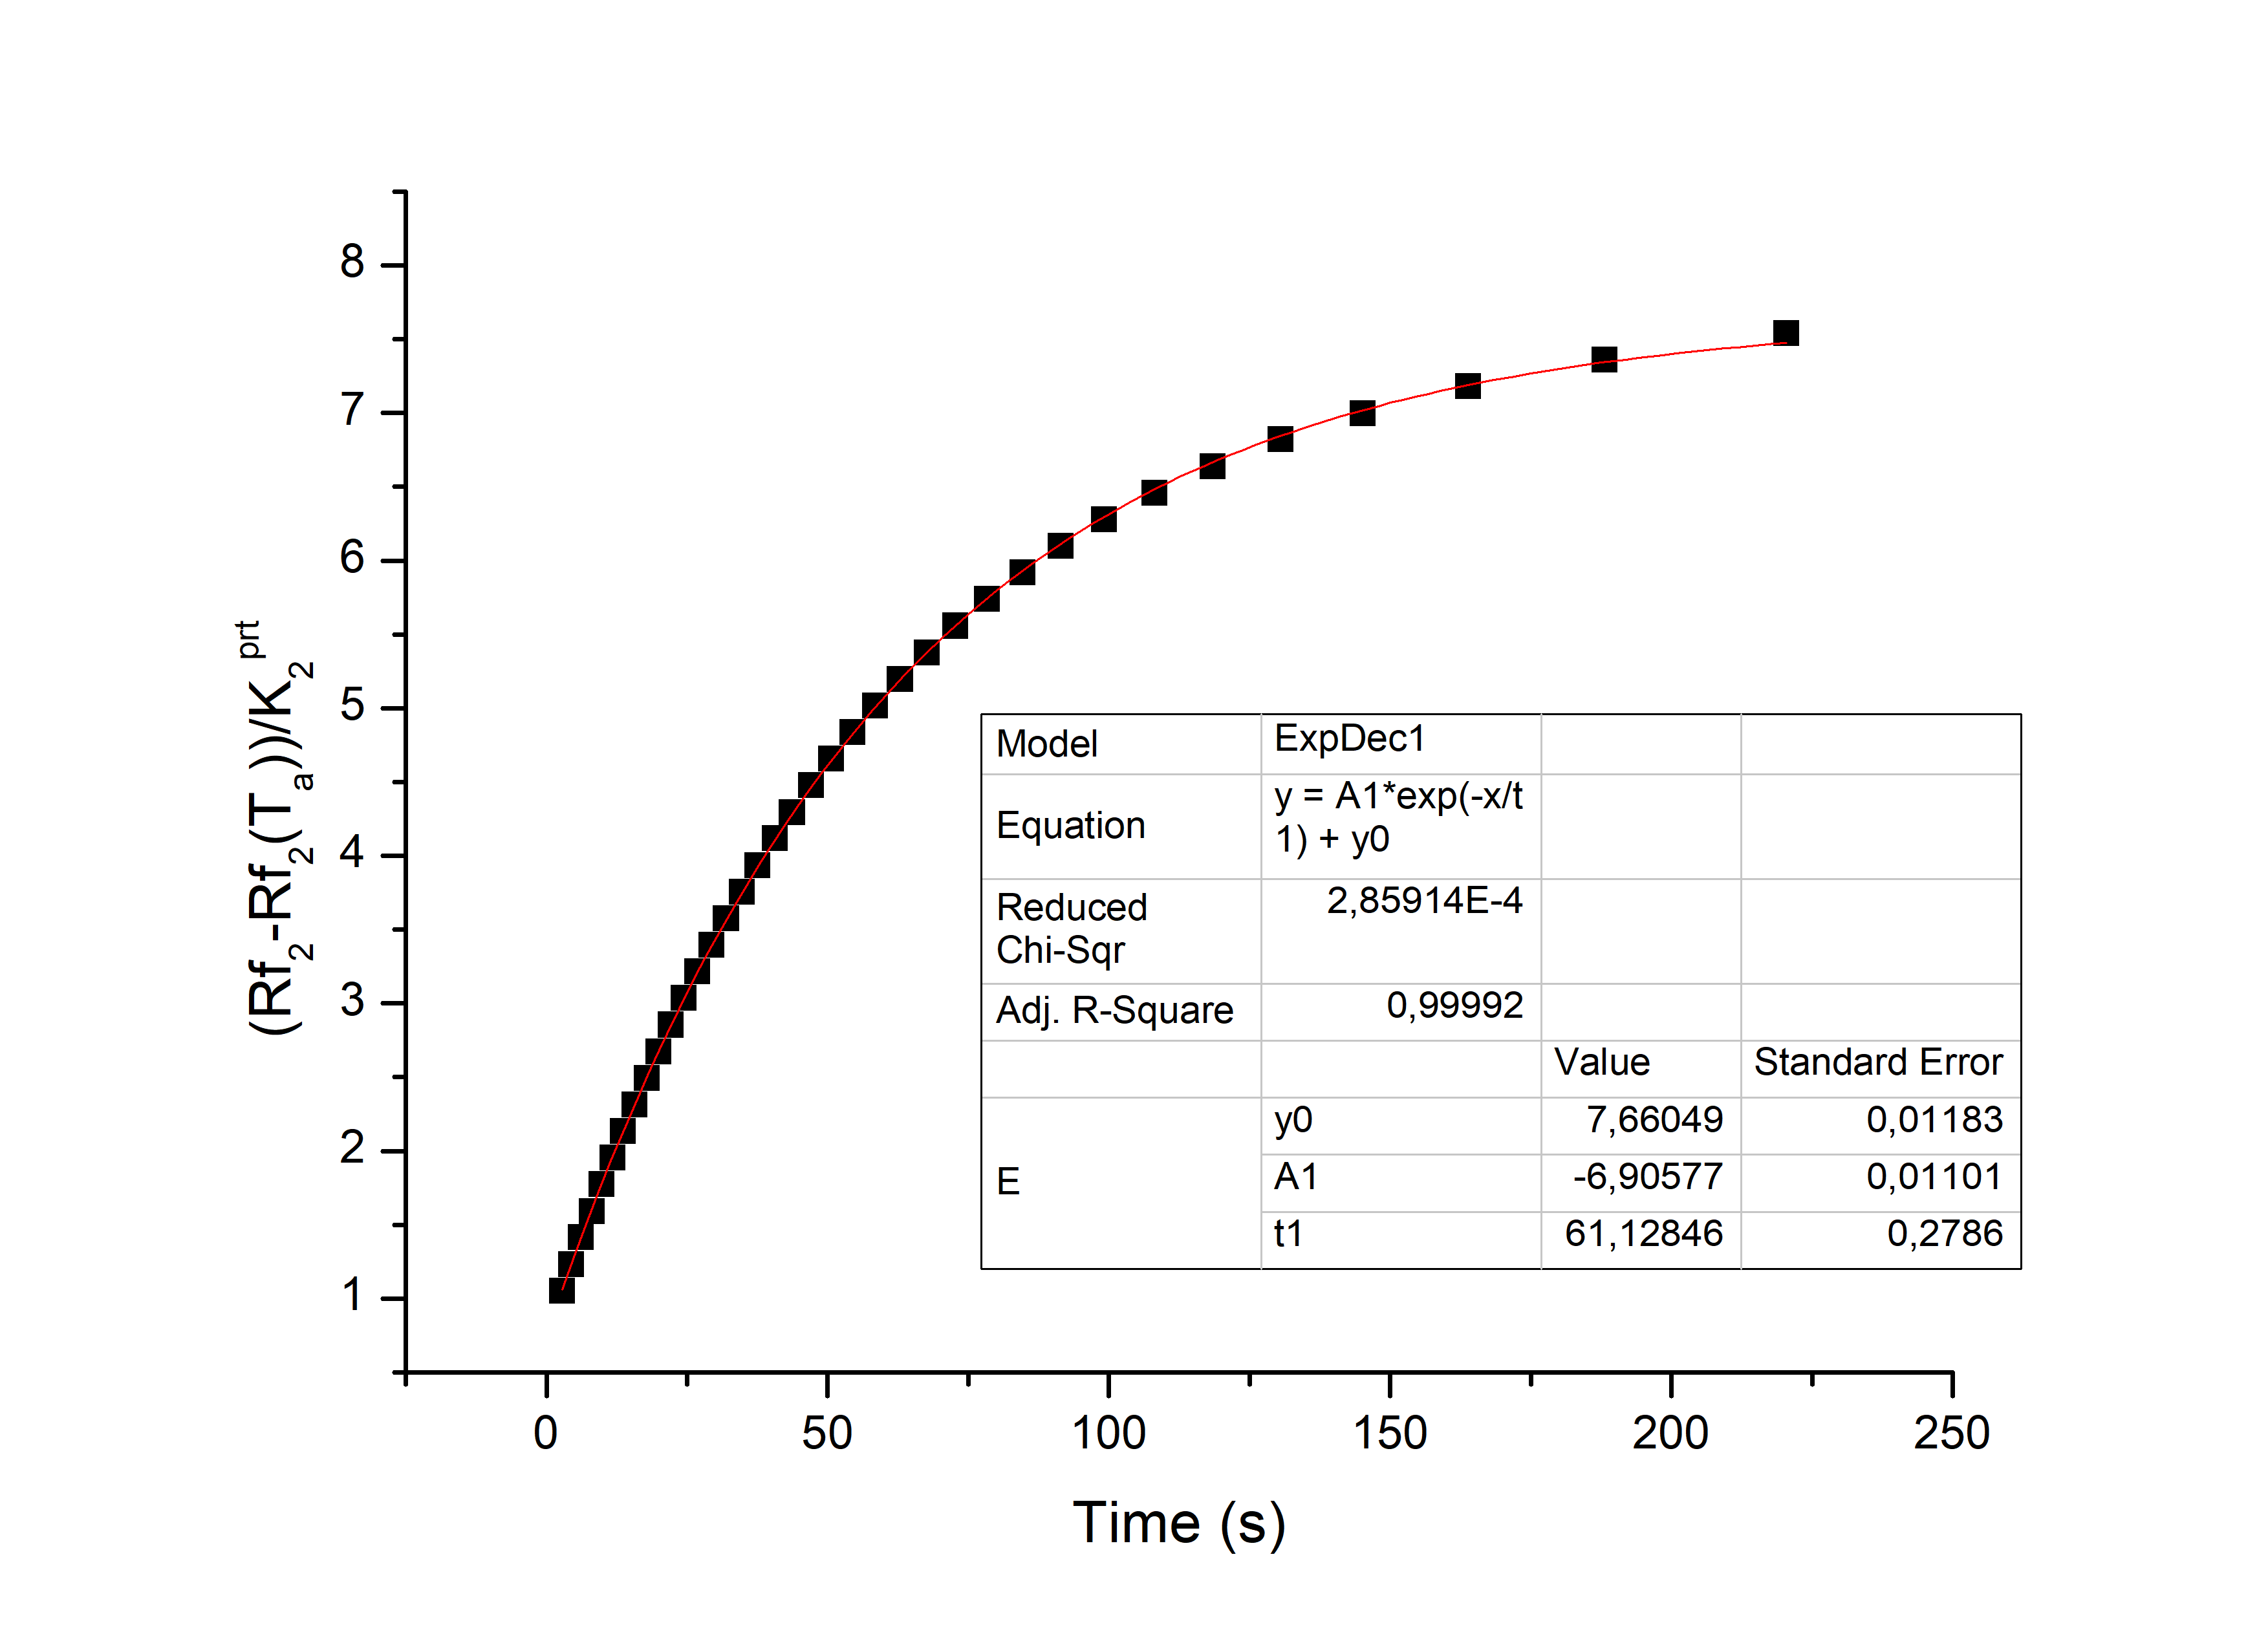 8
7
6
5
4
3
2
1
(Rf2-Rf2(Ta))/K2prt
0 50 100 150 200 250
Time (s)
Model ExpDec1
Equation y = A1*exp(-x/t
1) + y0
Reduced 2,85914E-4
Chi-Sqr
Adj. R-Square 0,99992
Value Standard Error
y0 7,66049 0,01183
E A1 -6,90577 0,01101
t1 61,12846 0,2786